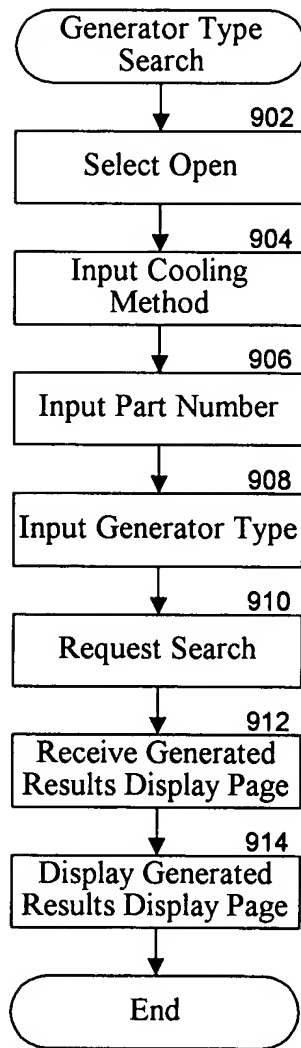 Generator Type
Search
902
Select Open
904
Input Cooling
Method
906
Input Part Number
908
Input Generator Type
910
Request Search
912
Receive Generated
Results Display Page
914
Display Generated
Results Display Page
End